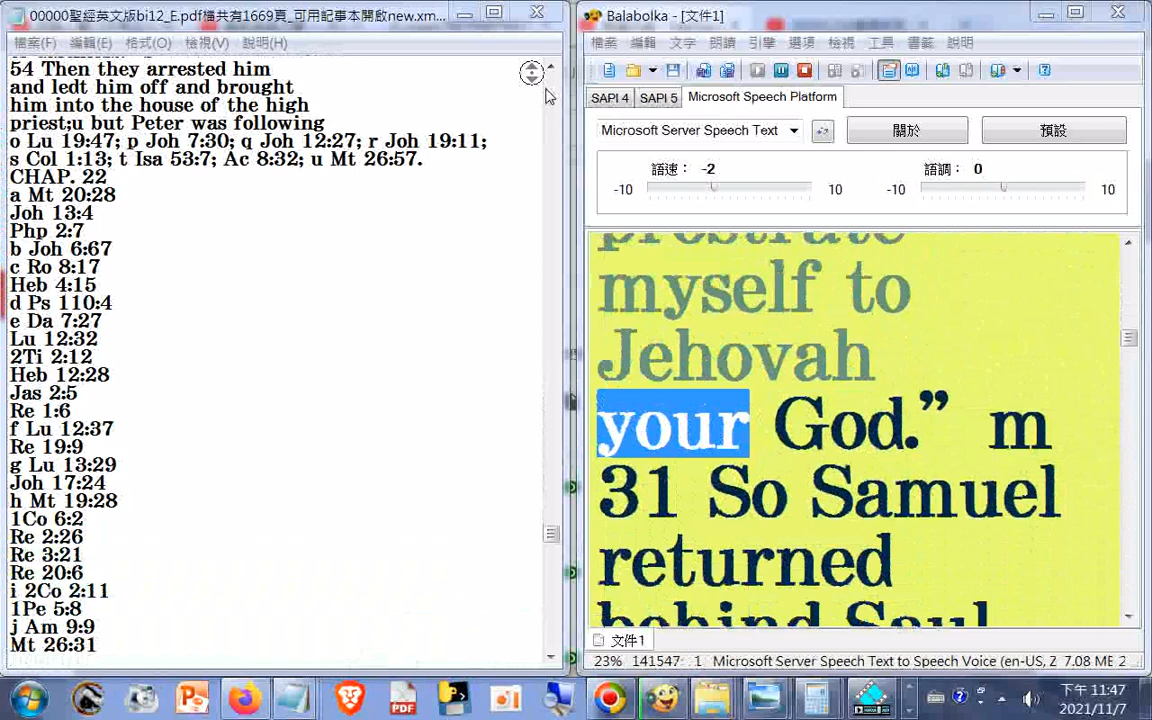 00000聖經英文版bi12_E.pdf檔共有1669頁_可用記事本開啟new.xm...
檔案(F) 編輯(E) 格式(O) 檢視(V) 說明(H)
54 Then they arrested him
and ledt him off and brought
him into the house of the high
priest;u but Peter was following
o Lu 19:47; p Joh 7:30; q Joh 12:27; r Joh 19:11;
s Col 1:13; t Isa 53:7; Ac 8:32; u Mt 26:57.
CHAP. 22
a Mt 20:28
Joh 13:4
Php 2:7
b Joh 6:67
c Ro 8:17
Heb 4:15
d Ps 110:4
e Da 7:27
Lu 12:32
2Ti 2:12
Heb 12:28
Jas 2:5
Re 1:6
f Lu 12:37
Re 19:9
g Lu 13:29
Joh 17:24
h Mt 19:28
1Co 6:2
Re 2:26
Re 3:21
Re 20:6
i 2Co 2:11
1Pe 5:8
j Am 9:9
Mt 26:31
Balabolka - [文件1]
檔案 編輯 文字 朗讀 引擎 選項 檢視 工具 書籤 說明
SAPI 4 SAPI 5 Microsoft Speech Platform
Microsoft Server Speech Text 關於 預設
語速： -2 語調： 0
-10 10 -10 10
prostrate
myself to
Jehovah
your God.” m
31 So Samuel
returned
behind Saul
文件1
23% 141547: 1 Microsoft Server Speech Text to Speech Voice (en-US, Z 7.08 ME 2
PDF
下午 11:47
2021/11/7